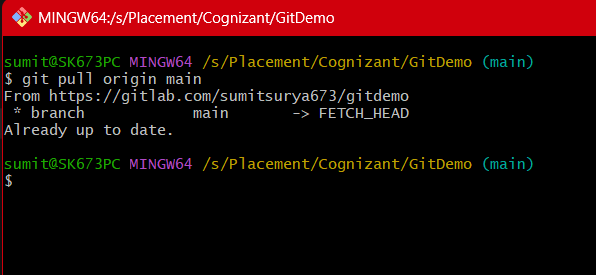 MINGW64:/s/Placement/Cognizant/GitDemo
sumit@SK673PC MINGW64 /s/Placement/Cognizant/GitDemo (main)
$ git pull origin main
From https://gitlab.com/sumitsurya673/gitdemo
 * branch            main       -> FETCH_HEAD
Already up to date.
sumit@SK673PC MINGW64 /s/Placement/Cognizant/GitDemo (main)
$